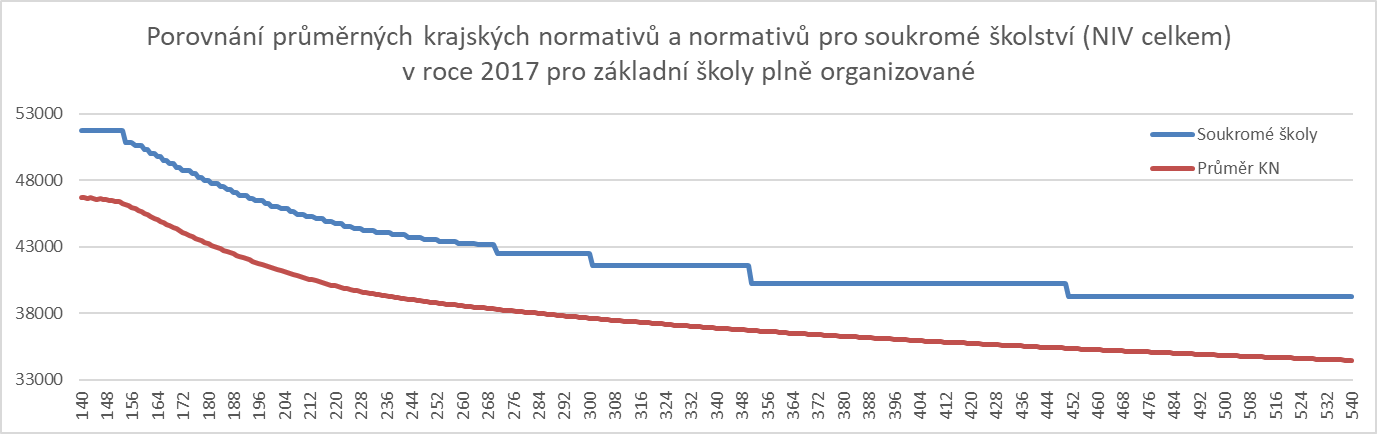 Porovnání průměrných krajských normativů a normativů pro soukromé školství (NIV celkem)
v roce 2017 pro základní školy plně organizované
53000
48000
43000
38000
33000
Soukromé školy
Průměr KN
140 148 156 164 172 180 188 196 204 212 220 228 236 244 252 260 268 276 284 292 300 308 316 324 332 340 348 356 364 372 380 388 396 404 412 420 428 436 444 452 460 468 476 484 492 500 508 516 524 532 540